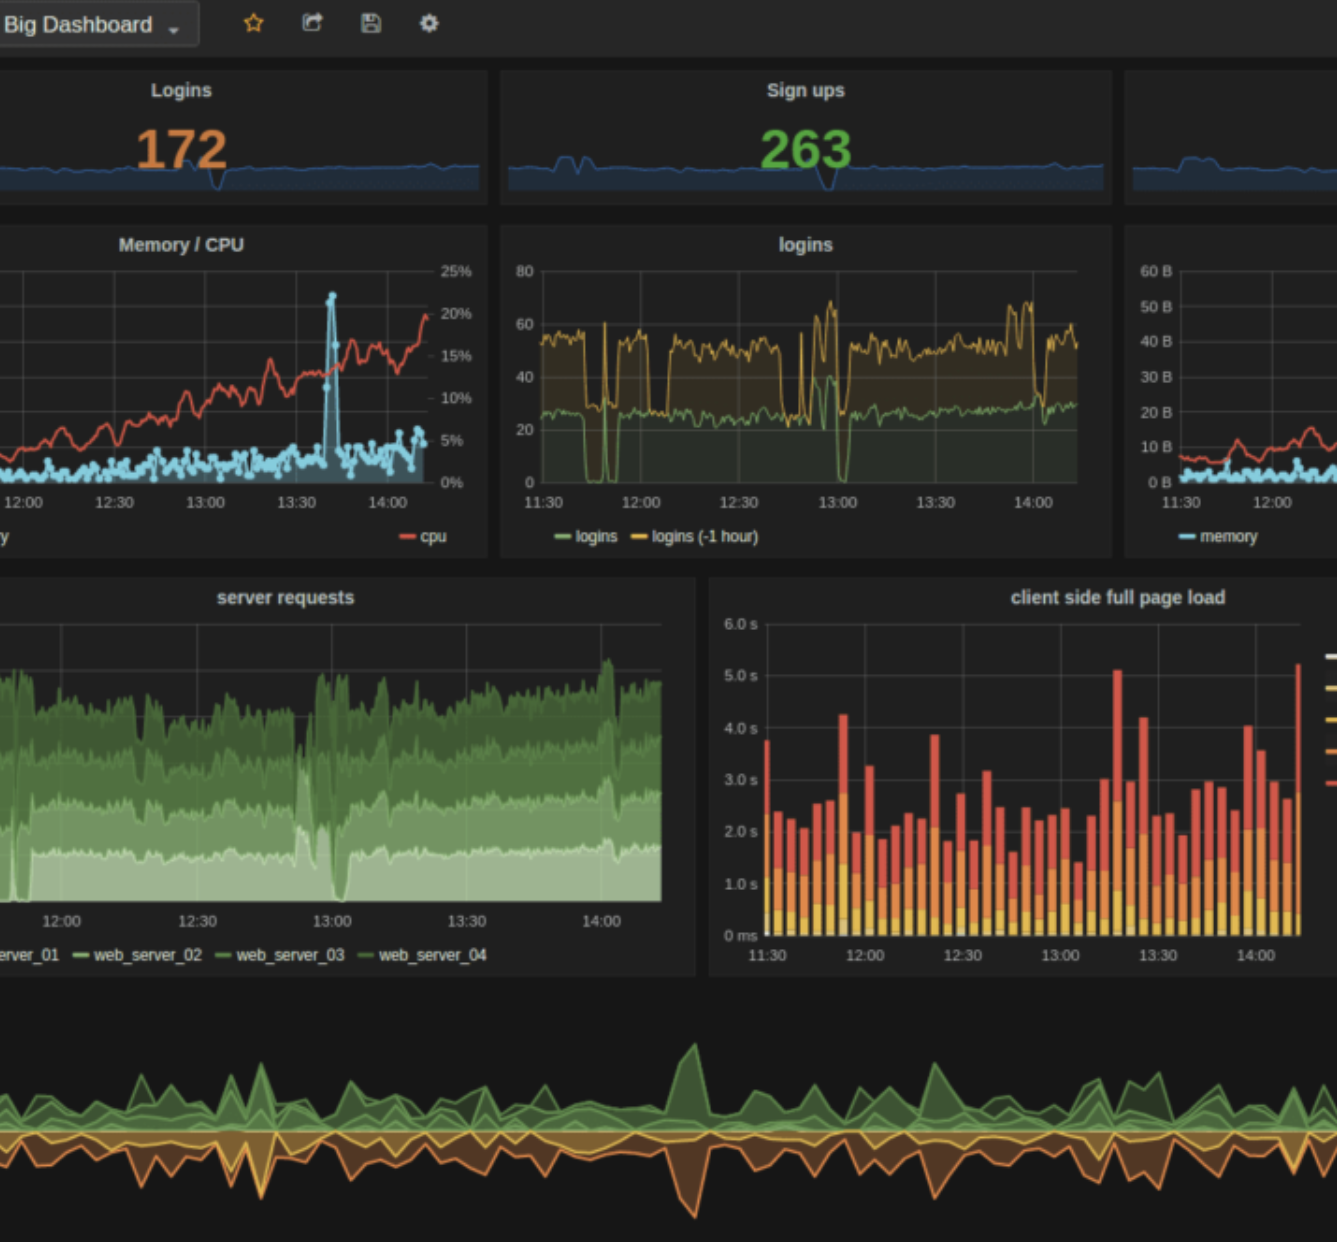 Big Dashboard
Logins
Sign ups
172
263
Memory / CPU
logins
25%
20%
15%
10%
5%
0%
12:00 12:30 13:00 13:30 14:00
cpu
80
60
40
20
0
11:30 12:00 12:30 13:00 13:30 14:00
logins logins (-1 hour)
60 B
50 B
40 B
30 B
20 B
10 B
0 B
11:30 12:00
memory
server requests
12:00 12:30 13:00 13:30 14:00
erver_01 web_server_02 web_server_03 web_server_04
client side full page load
6.0 s
5.0 s
4.0 s
3.0 s
2.0 s
1.0 s
0 ms
11:30 12:00 12:30 13:00 13:30 14:00